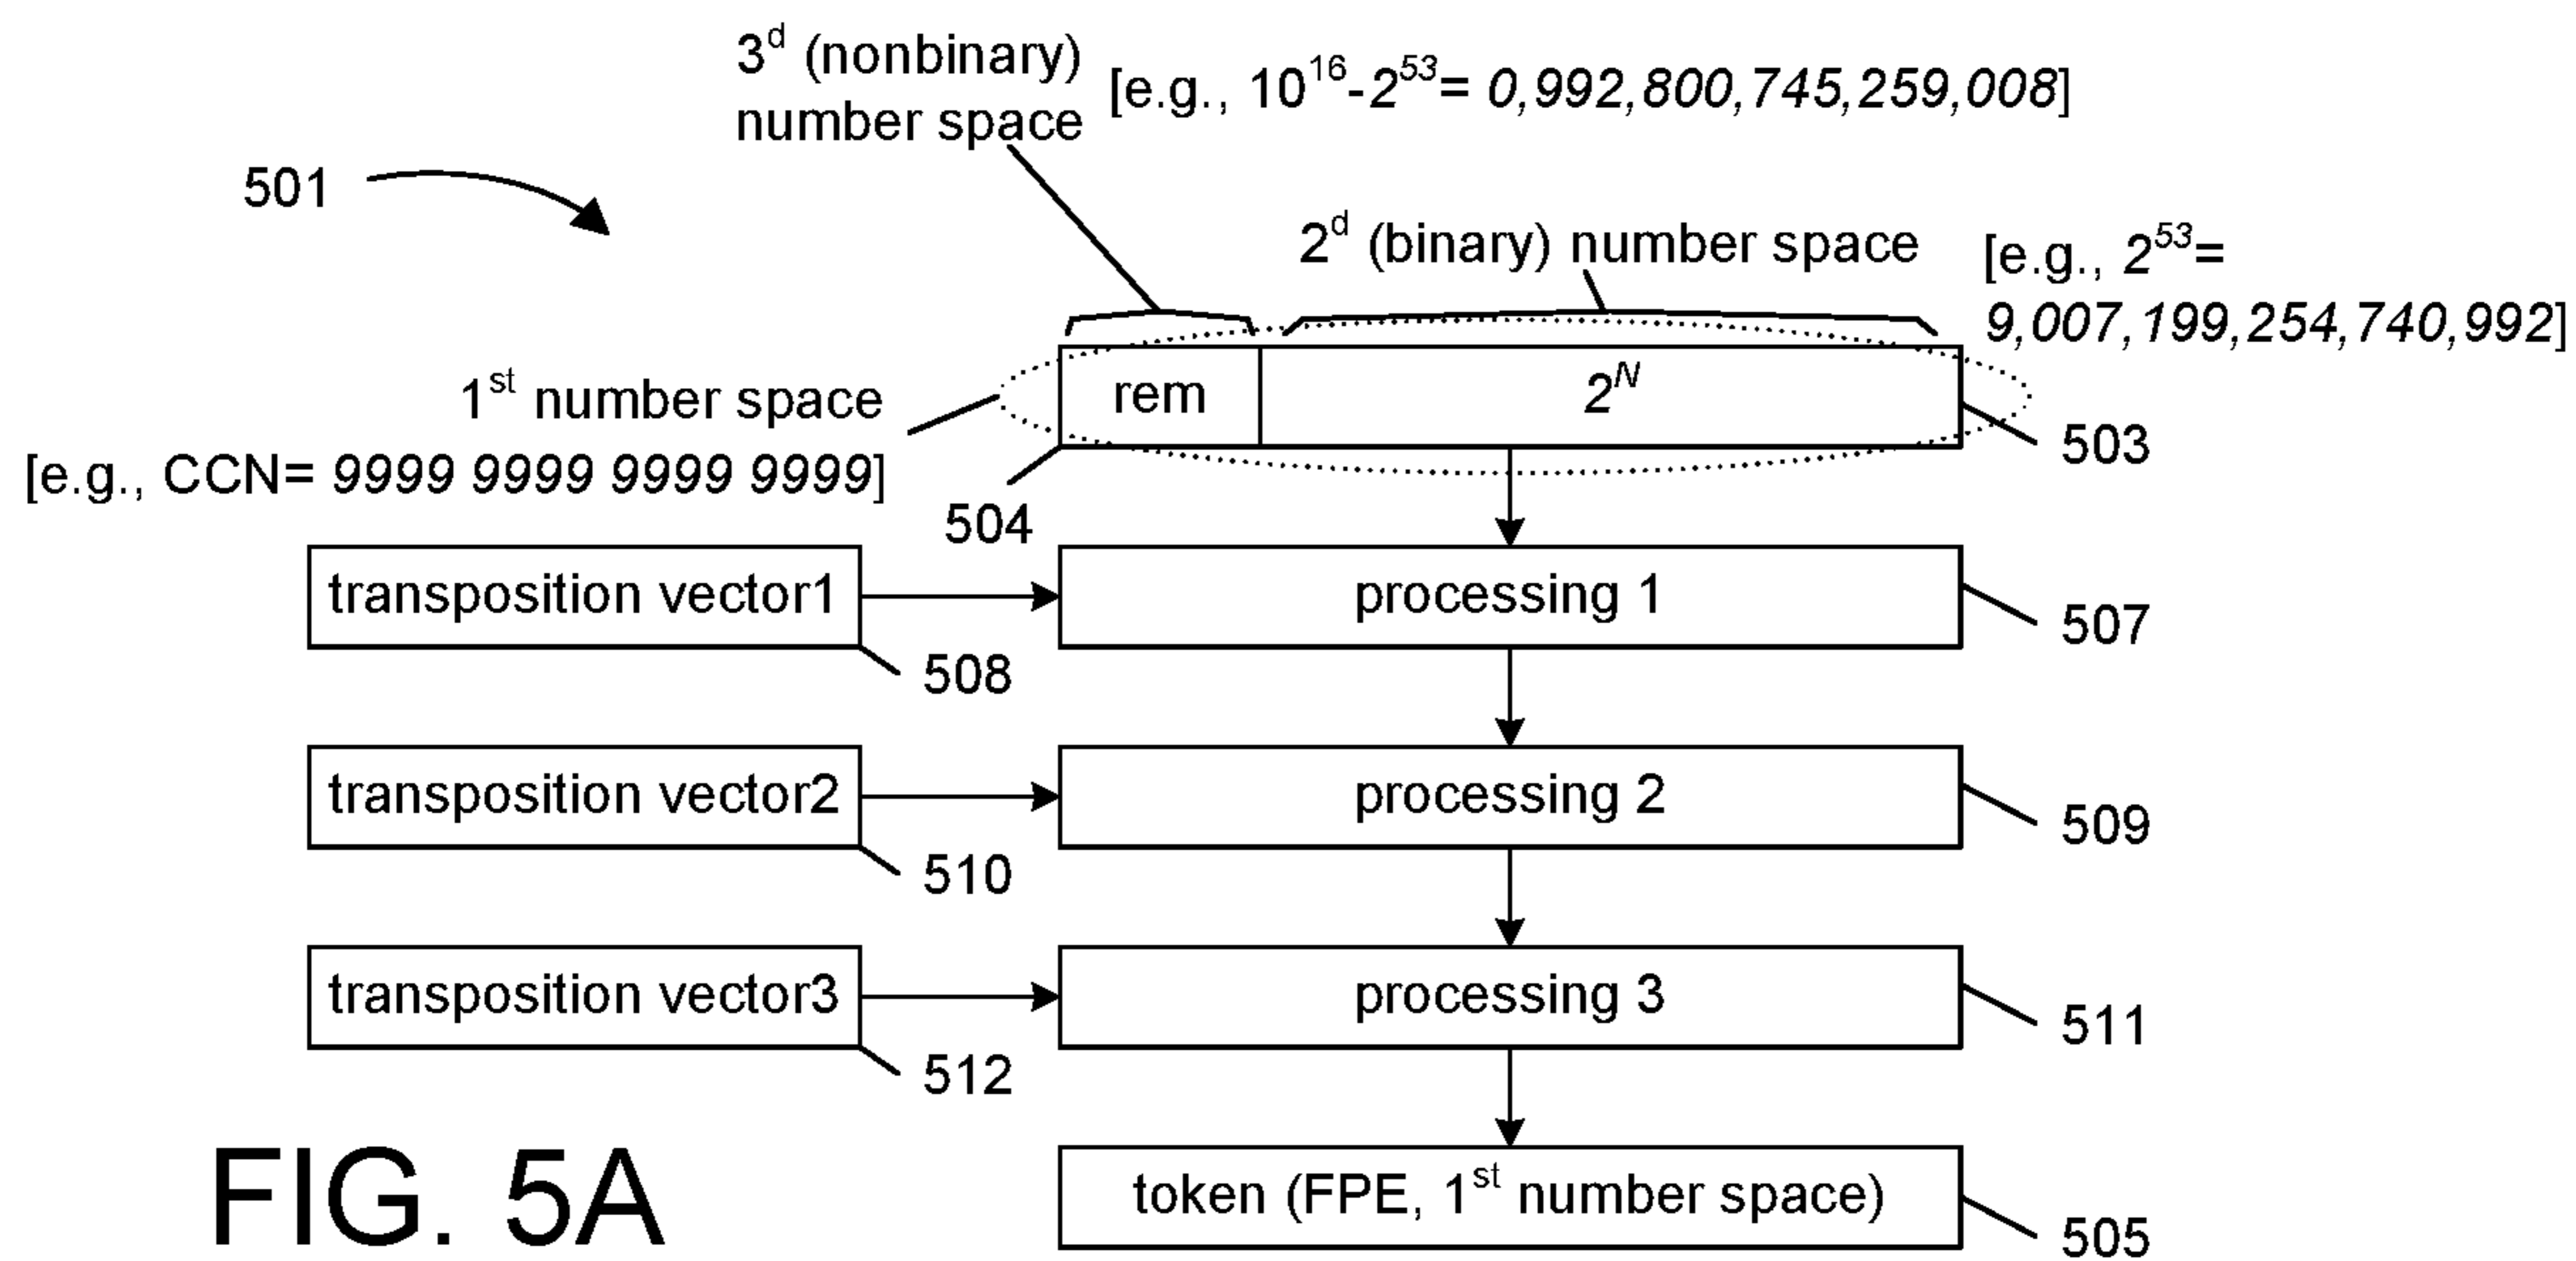 3d (nonbinary)
number space
[e.g., 10^16-2^53= 0,992,800,745,259,008]
501
2d (binary) number space
[e.g., 2^53=
9,007,199,254,740,992]
1st number space
[e.g., CCN= 9999 9999 9999 9999]
rem
2^N
503
504
transposition vector1
processing 1
507
508
transposition vector2
processing 2
509
510
transposition vector3
processing 3
511
512
FIG. 5A
token (FPE, 1st number space)
505